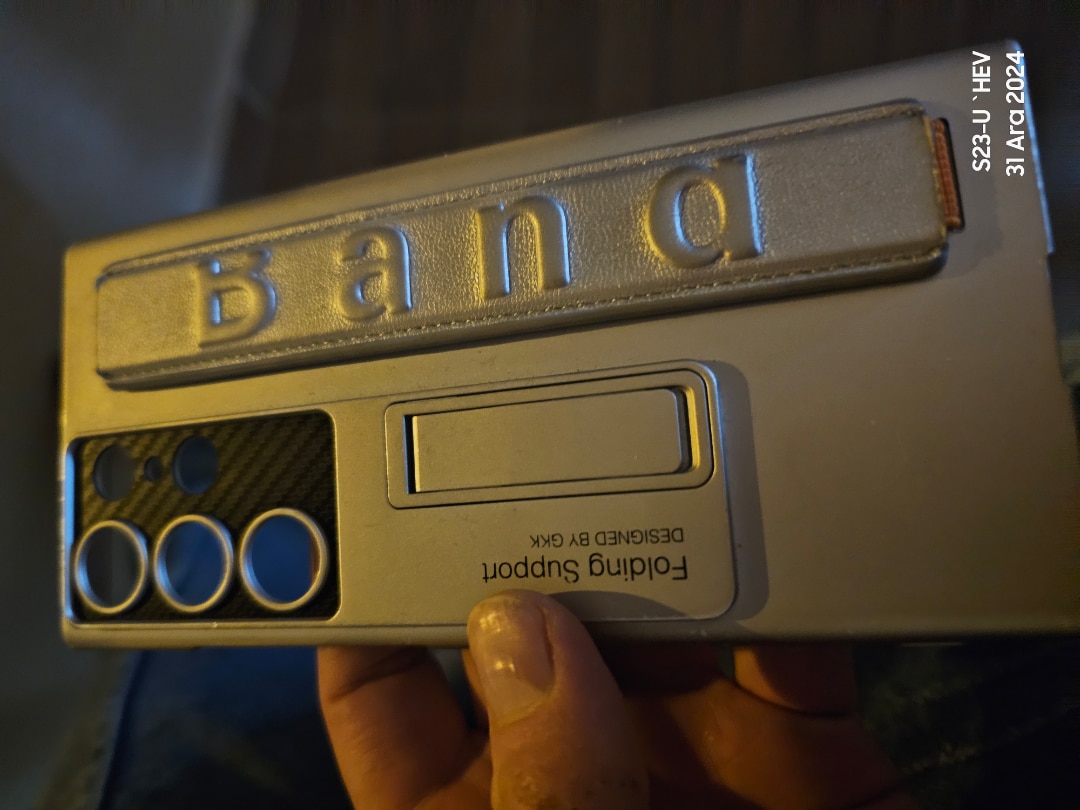 Band
Folding Support
DESIGNED BY GKK
S23-U `HEV
31 Ara 2024